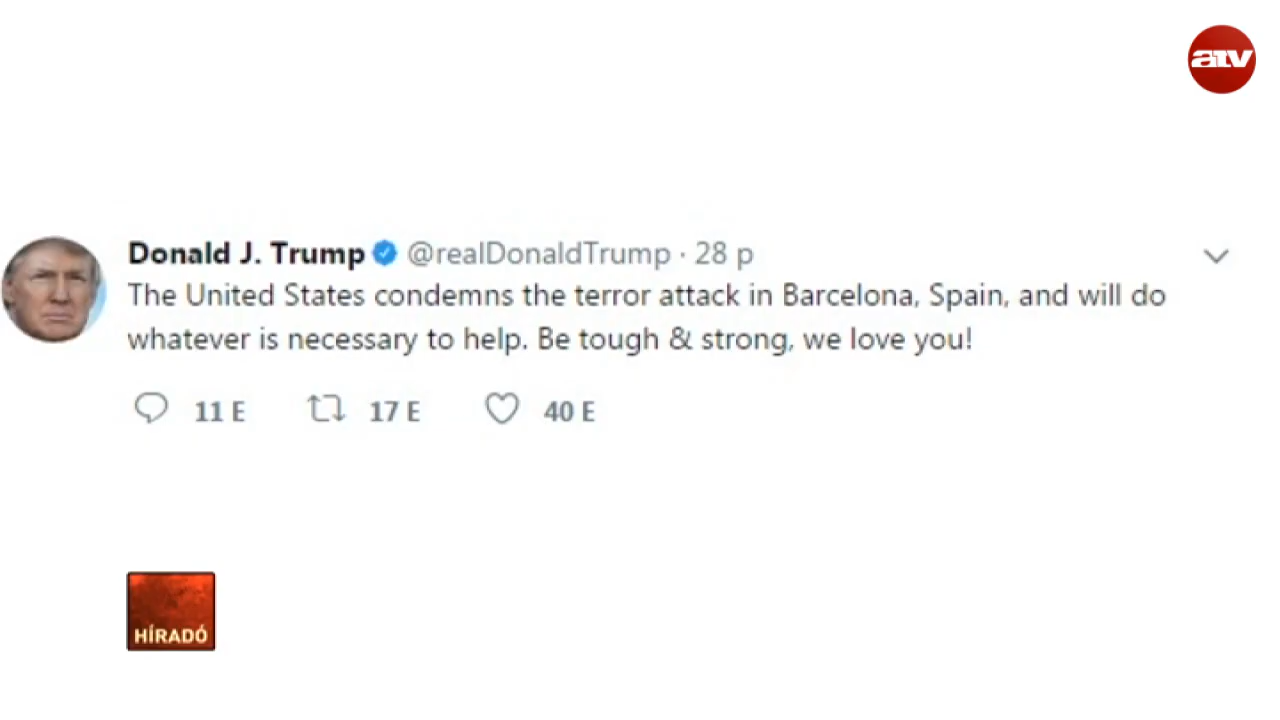 atv
Donald J. Trump @realDonaldTrump · 28 p
The United States condemns the terror attack in Barcelona, Spain, and will do
whatever is necessary to help. Be tough & strong, we love you!
11 E 17 E 40 E
HÍRADÓ